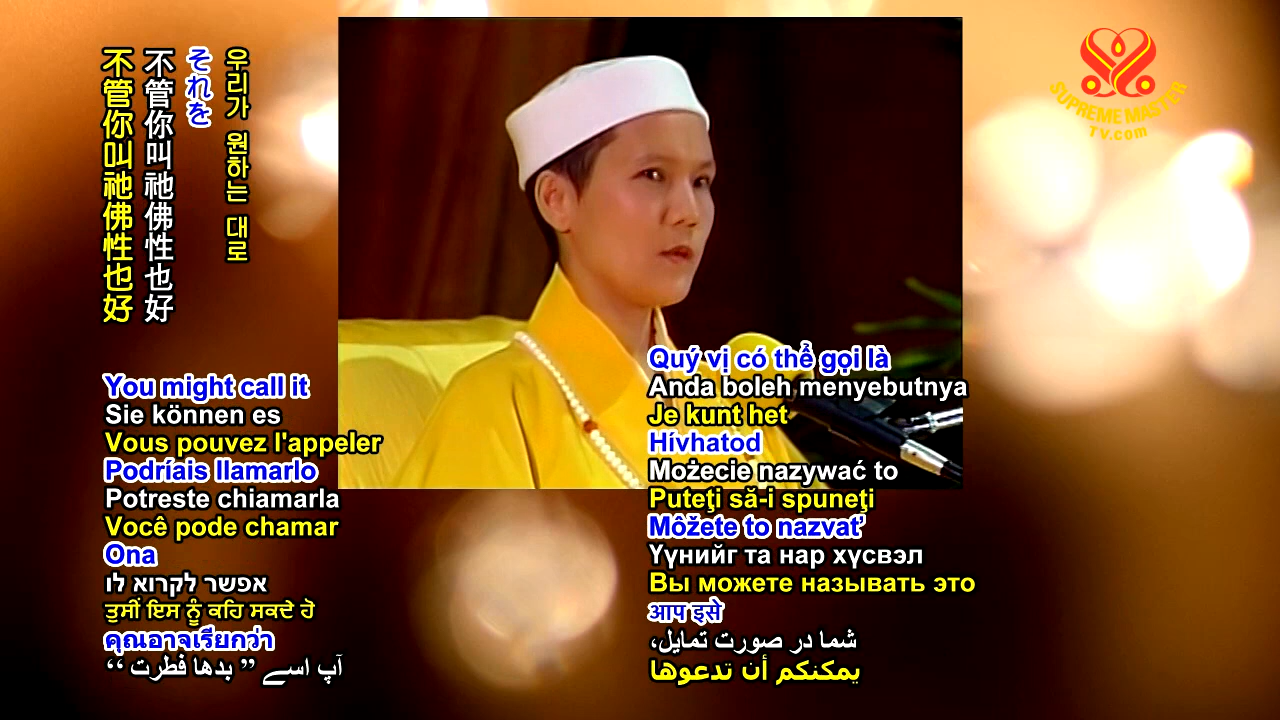 우리가 원하는 대로
それを
不管你叫祂佛性也好
不管你叫祂佛性也好
SUPREME MASTER
TV.com
You might call it
Sie können es
Vous pouvez l'appeler
Podríais llamarlo
Potreste chiamarla
Você pode chamar
Ona
אפשר לקרוא לו
ਤੁਸੀਂ ਇਸ ਨੂੰ ਕਹਿ ਸਕਦੇ ਹੋ
คุณอาจเรียกว่า
آپ اسے ” بدھا فطرت “
Quý vị có thể gọi là
Anda boleh menyebutnya
Je kunt het
Hívhatod
Możecie nazywać to
Puteţi să-i spuneţi
Môžete to nazvať
Үүнийг та нар хүсвэл
Вы можете называть это
आप इसे
شما در صورت تمایل،
يمكنكم أن تدعوها